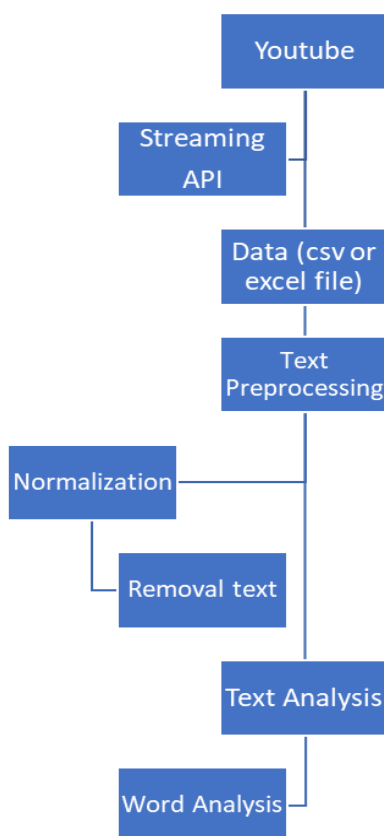 Youtube
Streaming
API
Data (csv or
excel file)
Text
Preprocessing
Normalization
Removal text
Text Analysis
Word Analysis